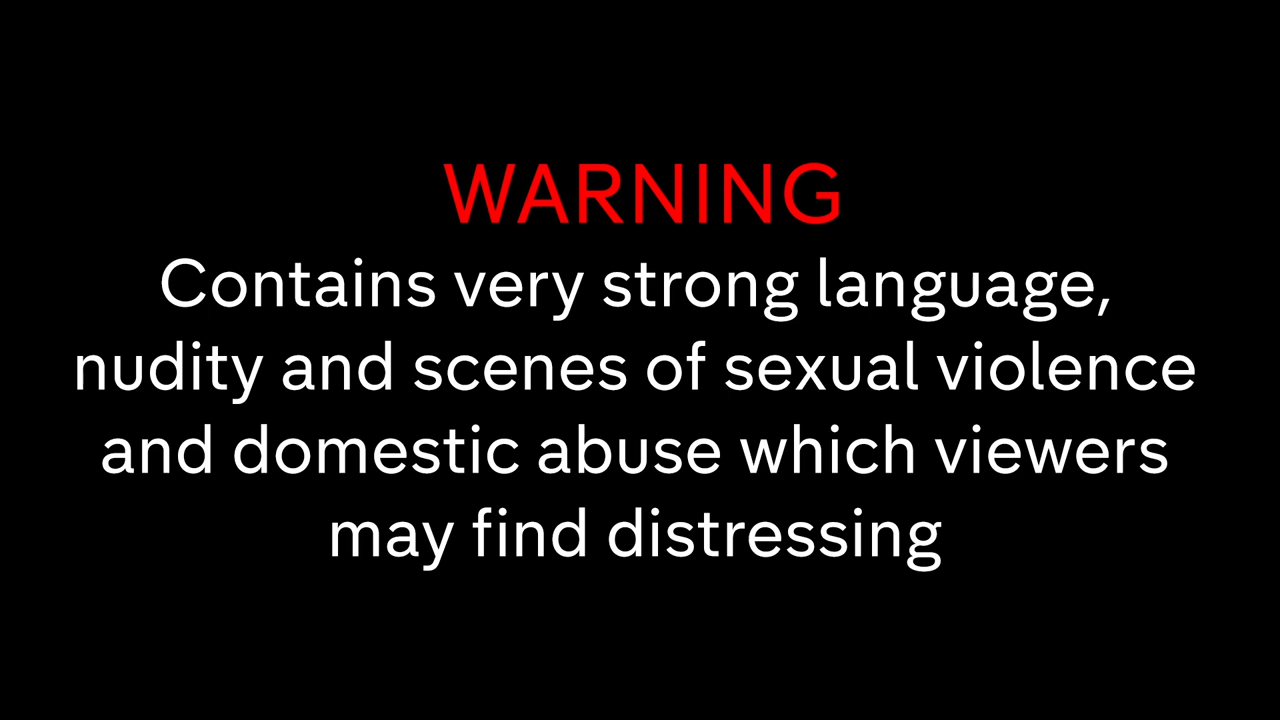 WARNING
Contains very strong language,
nudity and scenes of sexual violence
and domestic abuse which viewers
may find distressing